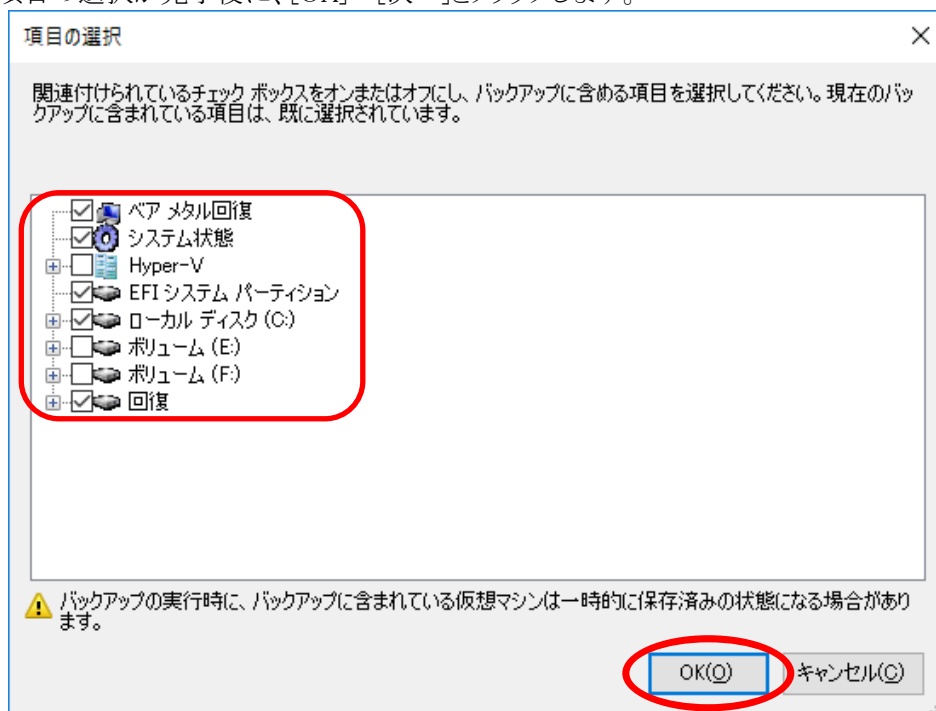 項目の選択
関連付けられているチェック ボックスをオンまたはオフにし、バックアップに含める項目を選択してください。現在のバッ
クアップに含まれている項目は、既に選択されています。
ベア メタル回復
システム状態
Hyper-V
EFI システム パーティション
ローカル ディスク (C:)
ボリューム (E:)
ボリューム (F:)
回復
バックアップの実行時に、バックアップに含まれている仮想マシンは一時的に保存済みの状態になる場合があり
ます。
OK(O) キャンセル(C)